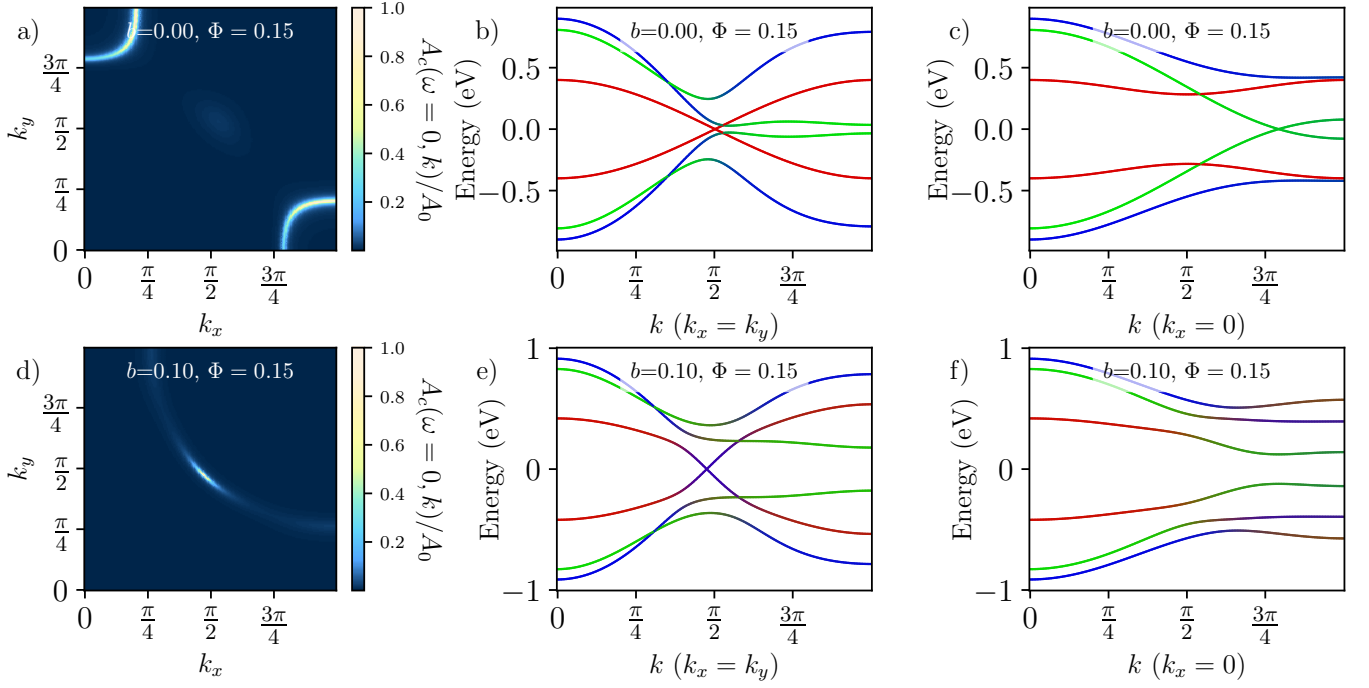 a)
b=0.00, Φ = 0.15
3π/4
π/2
π/4
0
k_y
0
π/4
π/2
3π/4
k_x
1.0
0.8
0.6
0.4
0.2
A_c(ω = 0, k)/A_0
b)
b=0.00, Φ = 0.15
0.5
0.0
−0.5
Energy (eV)
0
π/4
π/2
3π/4
k (k_x = k_y)
c)
b=0.00, Φ = 0.15
0.5
0.0
−0.5
Energy (eV)
0
π/4
π/2
3π/4
k (k_x = 0)
d)
b=0.10, Φ = 0.15
3π/4
π/2
π/4
0
k_y
0
π/4
π/2
3π/4
k_x
1.0
0.8
0.6
0.4
0.2
A_c(ω = 0, k)/A_0
e)
b=0.10, Φ = 0.15
1
0
−1
Energy (eV)
0
π/4
π/2
3π/4
k (k_x = k_y)
f)
b=0.10, Φ = 0.15
1
0
−1
Energy (eV)
0
π/4
π/2
3π/4
k (k_x = 0)